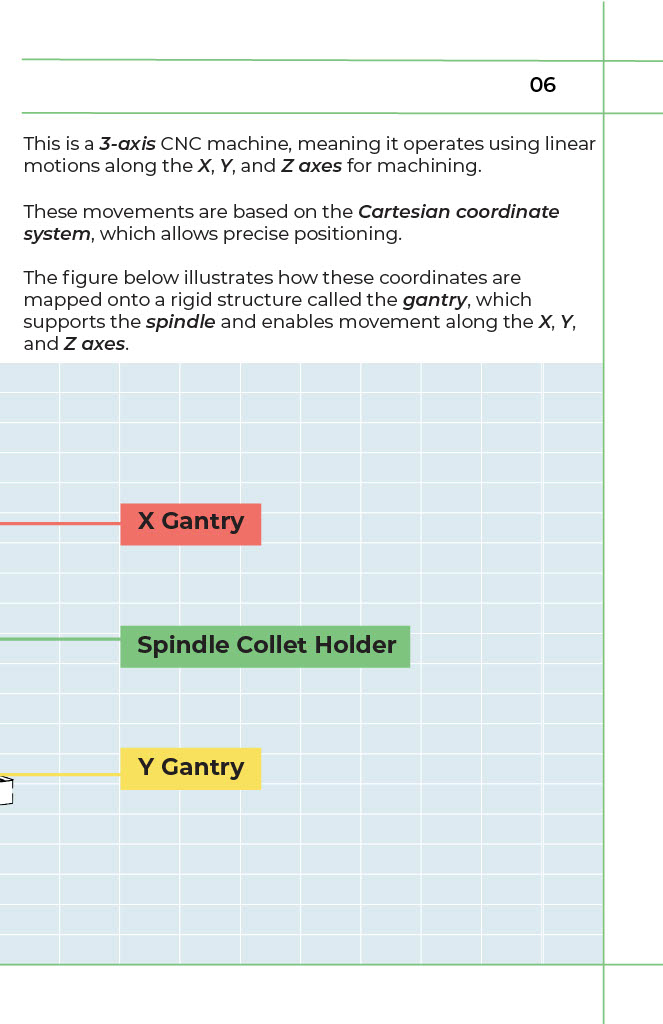 06
This is a 3-axis CNC machine, meaning it operates using linear
motions along the X, Y, and Z axes for machining.
These movements are based on the Cartesian coordinate
system, which allows precise positioning.
The figure below illustrates how these coordinates are
mapped onto a rigid structure called the gantry, which
supports the spindle and enables movement along the X, Y,
and Z axes.
X Gantry
Spindle Collet Holder
Y Gantry